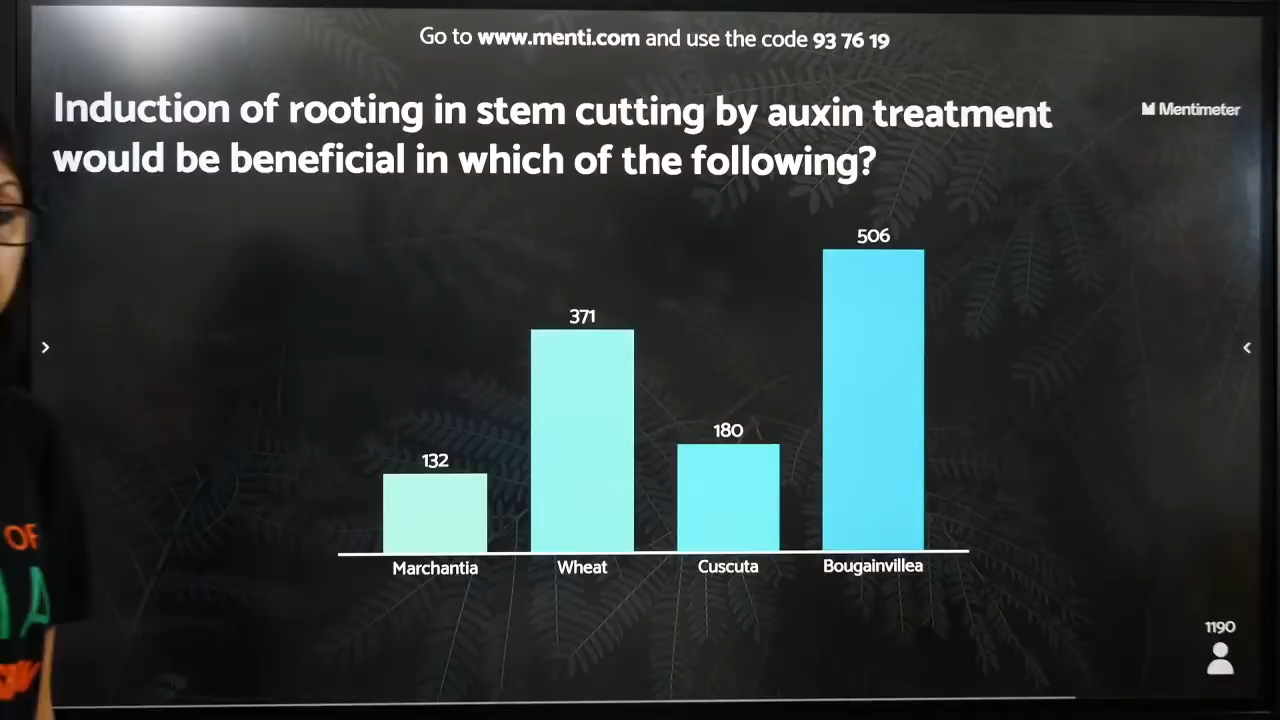 Go to www.menti.com and use the code 93 76 19
Induction of rooting in stem cutting by auxin treatment
would be beneficial in which of the following?
Mentimeter
506
371
180
132
Marchantia
Wheat
Cuscuta
Bougainvillea
1190
OF